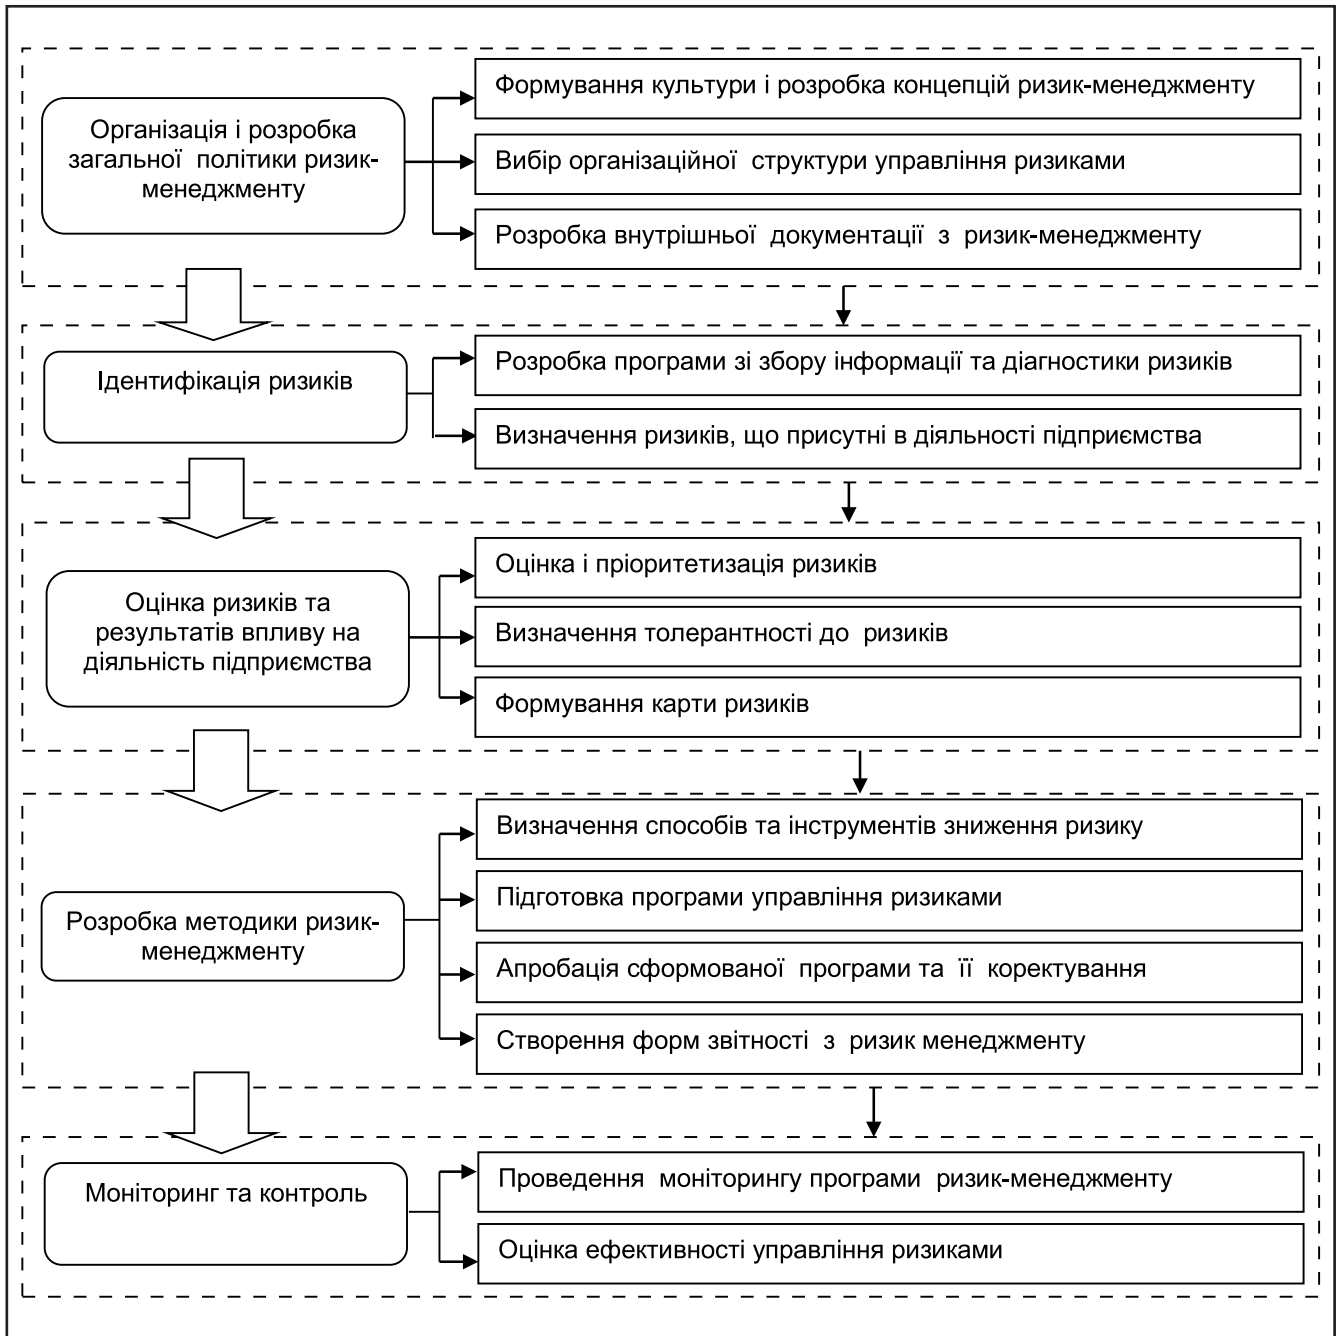 Організація і розробка
загальної політики ризик-
менеджменту
Формування культури і розробка концепцій ризик-менеджменту
Вибір організаційної структури управління ризиками
Розробка внутрішньої документації з ризик-менеджменту
Ідентифікація ризиків
Розробка програми зі збору інформації та діагностики ризиків
Визначення ризиків, що присутні в діяльності підприємства
Оцінка ризиків та
результатів впливу на
діяльність підприємства
Оцінка і пріоритетизація ризиків
Визначення толерантності до ризиків
Формування карти ризиків
Розробка методики ризик-
менеджменту
Визначення способів та інструментів зниження ризику
Підготовка програми управління ризиками
Апробація сформованої програми та її коректування
Створення форм звітності з ризик менеджменту
Моніторинг та контроль
Проведення моніторингу програми ризик-менеджменту
Оцінка ефективності управління ризиками